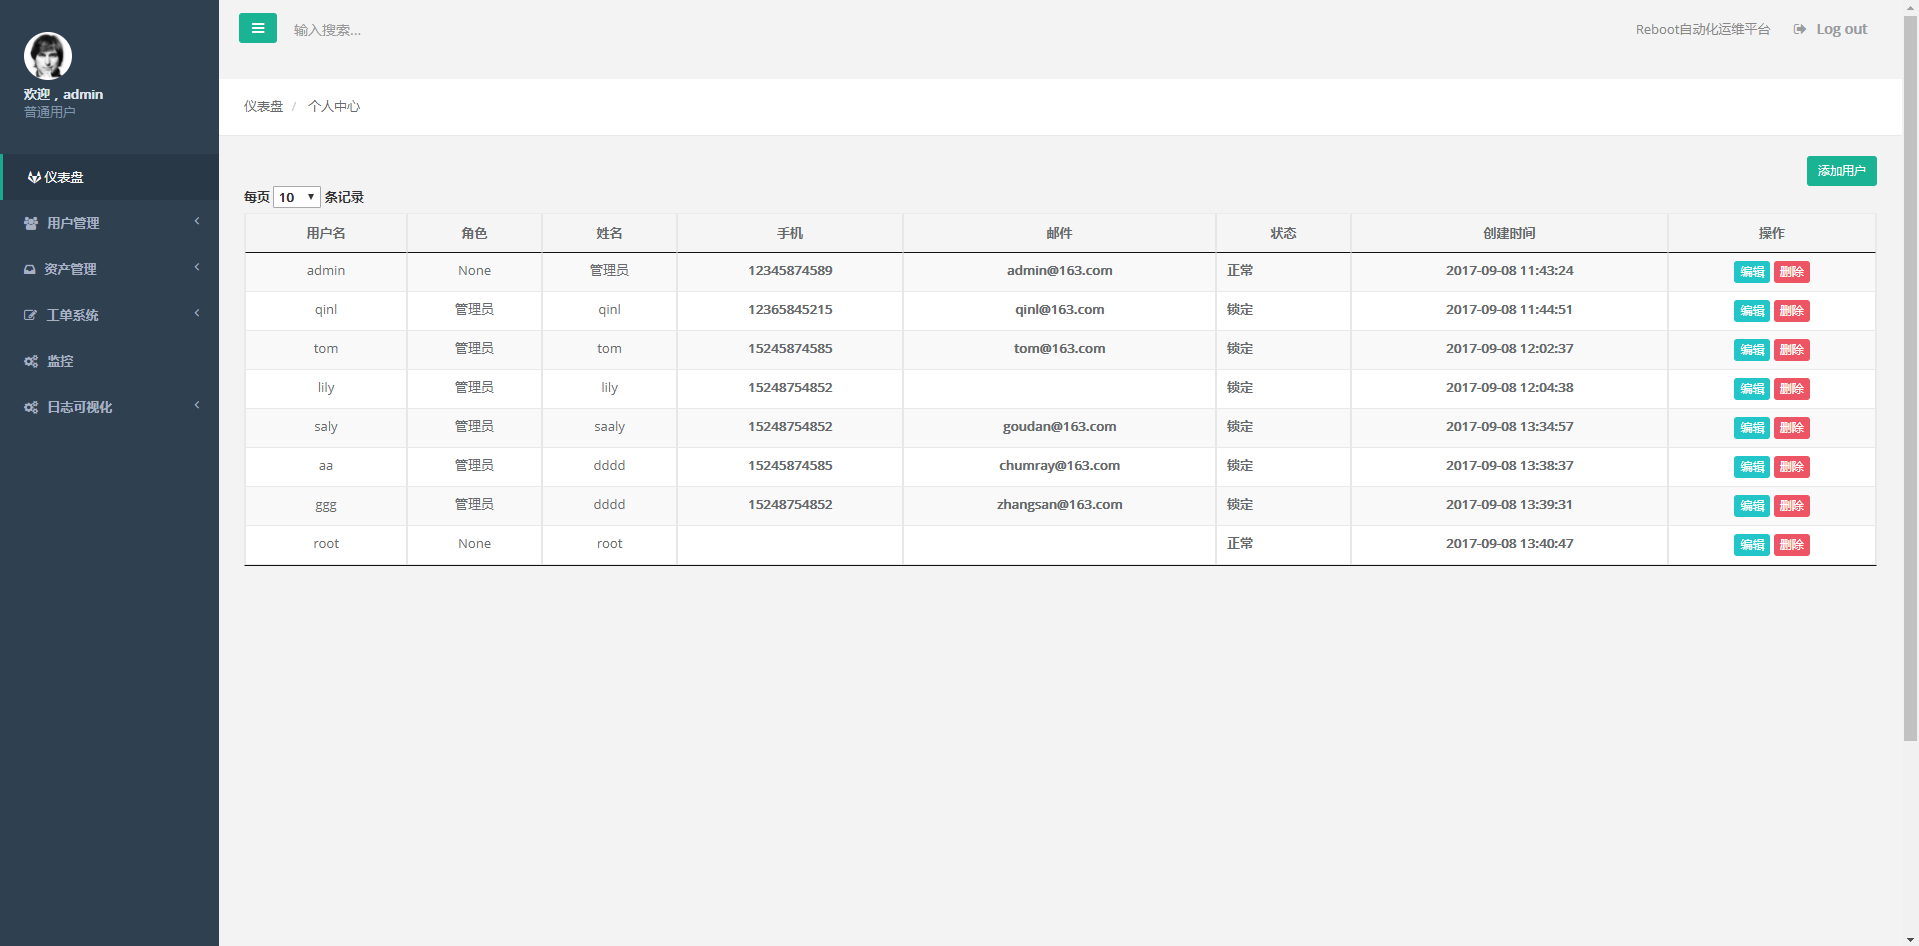 输入搜索...
Reboot自动化运维平台 Log out
欢迎，admin
普通用户
仪表盘
用户管理
资产管理
工单系统
监控
日志可视化
仪表盘 / 个人中心
添加用户
每页 10 条记录
用户名 角色 姓名 手机 邮件 状态 创建时间 操作
admin None 管理员 12345874589 admin@163.com 正常 2017-09-08 11:43:24 编辑 删除
qinl 管理员 qinl 12365845215 qinl@163.com 锁定 2017-09-08 11:44:51 编辑 删除
tom 管理员 tom 15245874585 tom@163.com 锁定 2017-09-08 12:02:37 编辑 删除
lily 管理员 lily 15248754852 锁定 2017-09-08 12:04:38 编辑 删除
saly 管理员 saaly 15248754852 goudan@163.com 锁定 2017-09-08 13:34:57 编辑 删除
aa 管理员 dddd 15245874585 chumray@163.com 锁定 2017-09-08 13:38:37 编辑 删除
ggg 管理员 dddd 15248754852 zhangsan@163.com 锁定 2017-09-08 13:39:31 编辑 删除
root None root 正常 2017-09-08 13:40:47 编辑 删除